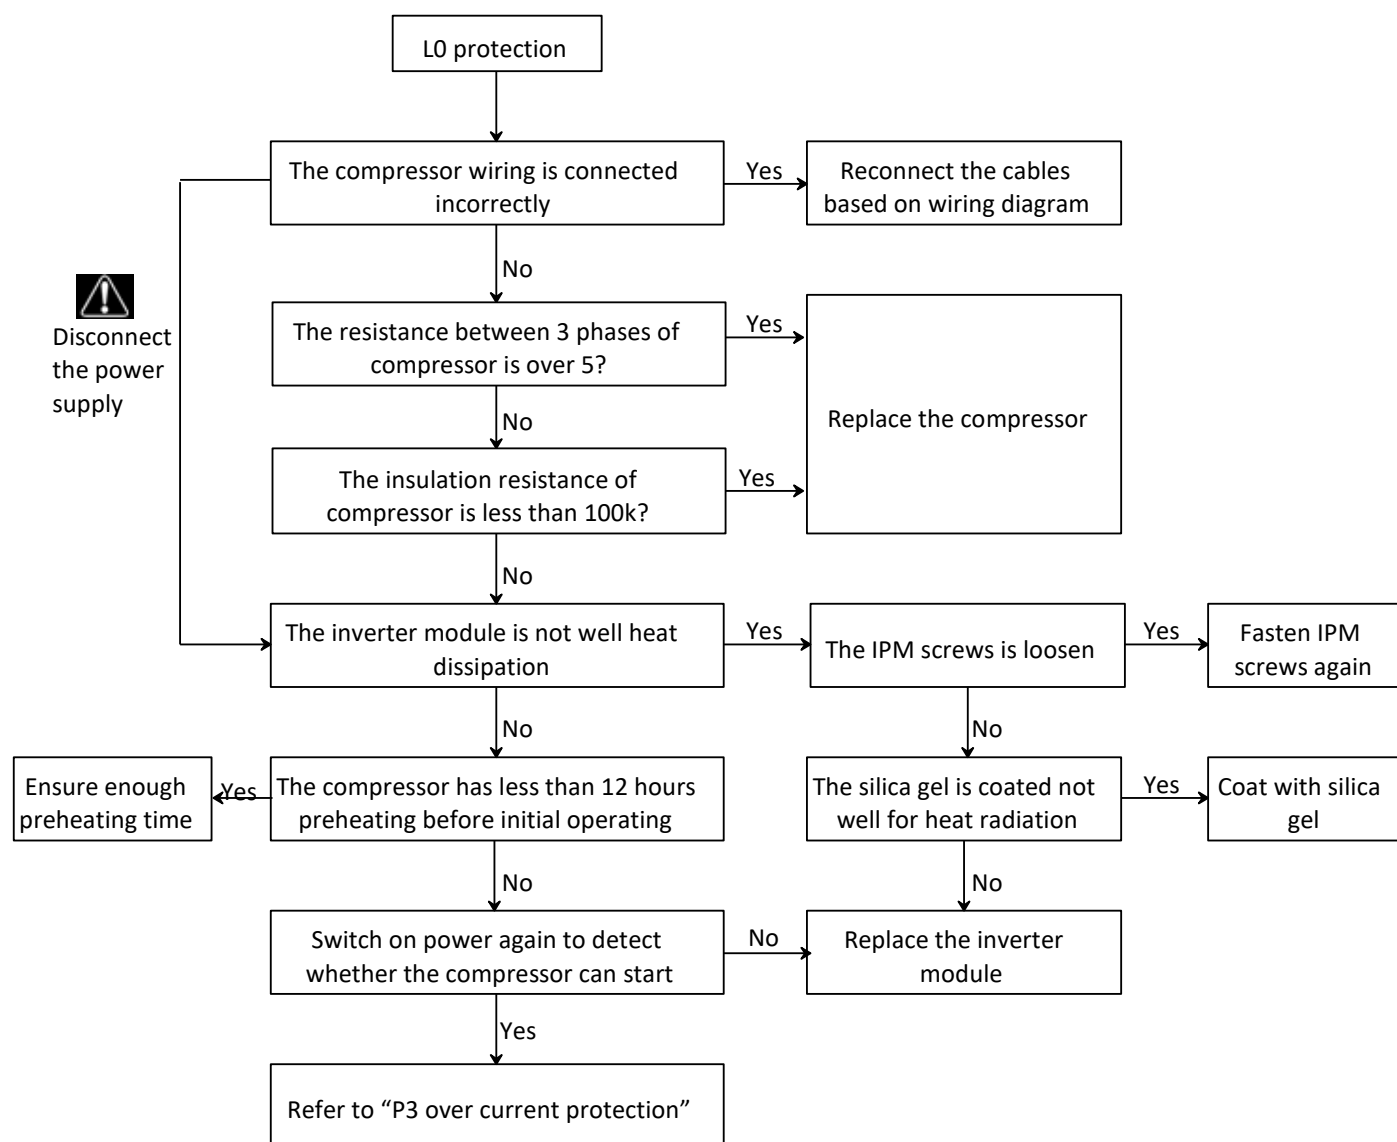 L0 protection
The compressor wiring is connected
incorrectly
Yes
Reconnect the cables
based on wiring diagram
No
Disconnect
the power
supply
The resistance between 3 phases of
compressor is over 5?
Yes
Replace the compressor
No
The insulation resistance of
compressor is less than 100k?
Yes
No
The inverter module is not well heat
dissipation
Yes
The IPM screws is loosen
Yes
Fasten IPM
screws again
No
No
Ensure enough
preheating time
Yes
The compressor has less than 12 hours
preheating before initial operating
The silica gel is coated not
well for heat radiation
Yes
Coat with silica
gel
No
No
Switch on power again to detect
whether the compressor can start
No
Replace the inverter
module
Yes
Refer to “P3 over current protection”